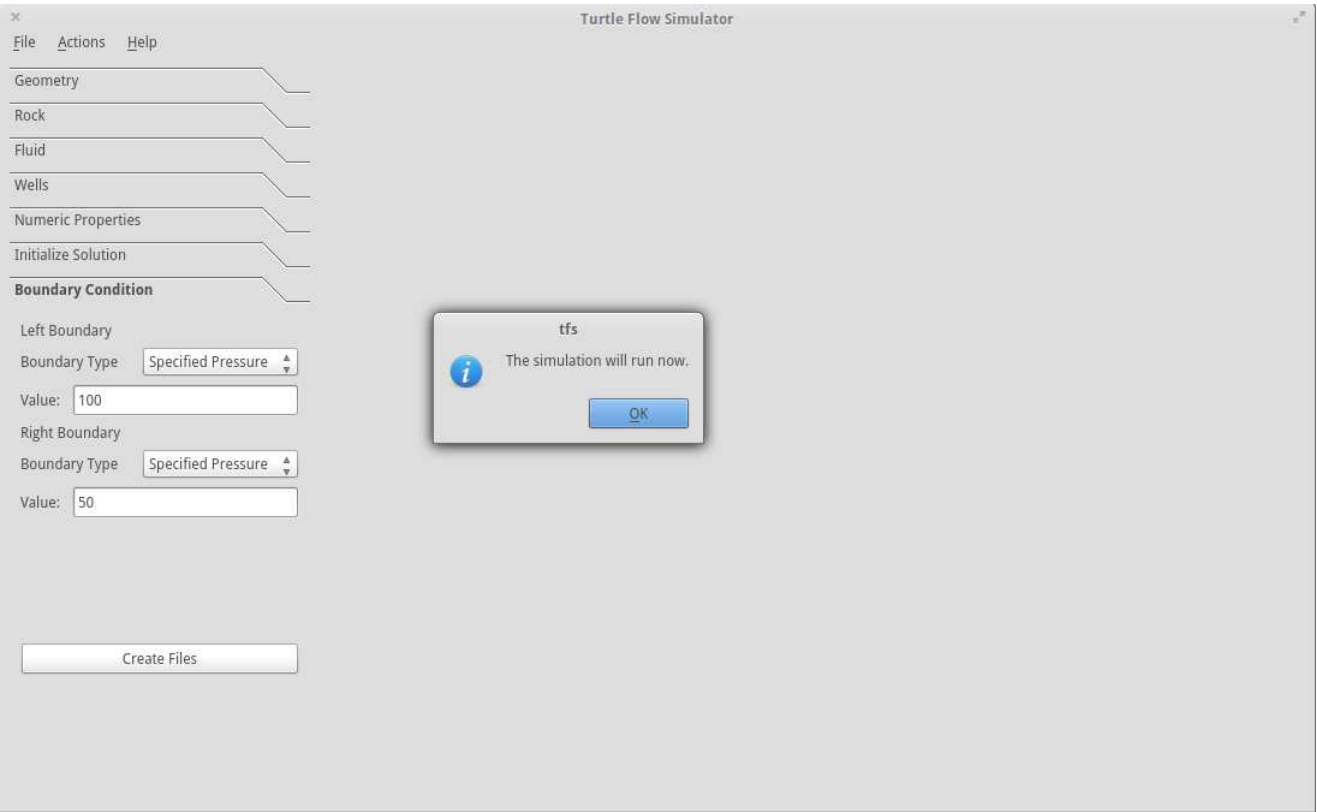 Turtle Flow Simulator
File Actions Help
Geometry
Rock
Fluid
Wells
Numeric Properties
Initialize Solution
Boundary Condition
Left Boundary
Boundary Type Specified Pressure
Value: 100
Right Boundary
Boundary Type Specified Pressure
Value: 50
Create Files
tfs
The simulation will run now.
OK